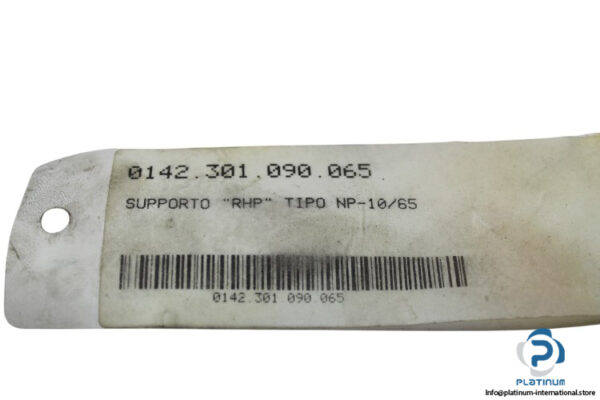 0142.301.090.065
SUPPORTO "RHP" TIPO NP-10/65
0142.301 090 065
PLATINUM
Info@platinum-international.store